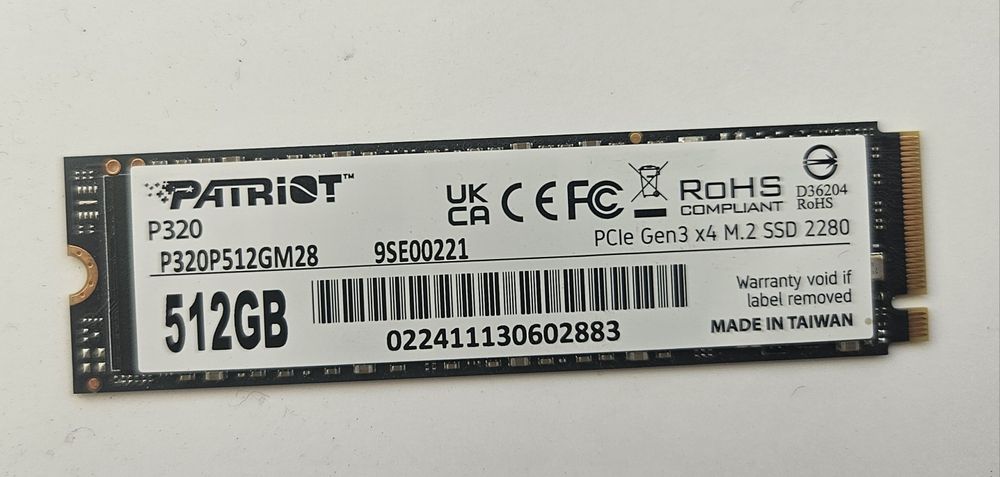 PATRIOT™
P320
P320P512GM28 9SE00221
512GB
022411130602883
UK
CA
CE FC
RoHS
COMPLIANT
D36204
RoHS
PCIe Gen3 x4 M.2 SSD 2280
Warranty void if
label removed
MADE IN TAIWAN